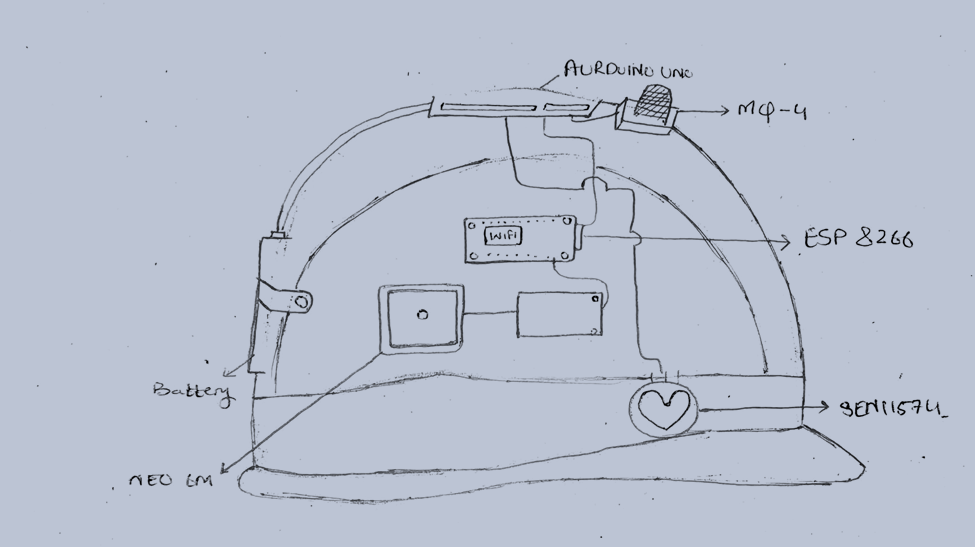 AURDUINO UNO
MQ-4
WIFI
ESP 8266
Battery
SEN11574
NEO 6M